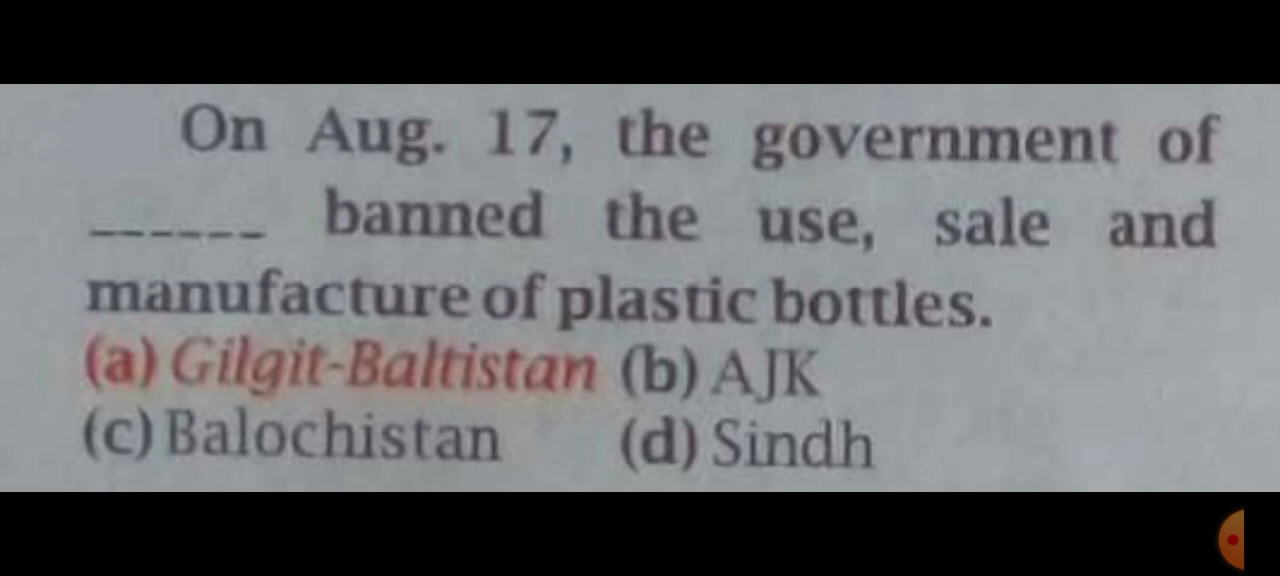 On Aug. 17, the government of
------ banned the use, sale and
manufacture of plastic bottles.
(a) Gilgit-Baltistan (b) AJK
(c) Balochistan (d) Sindh